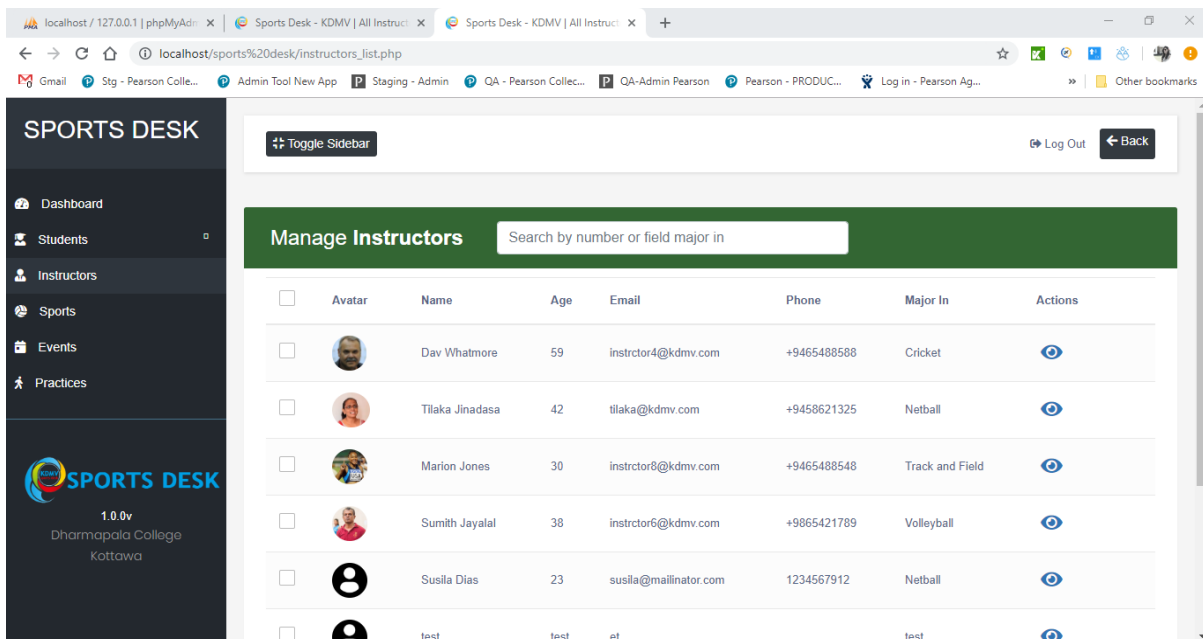 localhost / 127.0.0.1 | phpMyAdm
Sports Desk - KDMV | All Instruct
Sports Desk - KDMV | All Instruct
localhost/sports%20desk/instructors_list.php
Gmail
Stg - Pearson Colle...
Admin Tool New App
Staging - Admin
QA - Pearson Collec...
QA-Admin Pearson
Pearson - PRODUC...
Log in - Pearson Ag...
»
Other bookmarks
SPORTS DESK
Toggle Sidebar
Log Out
Back
Dashboard
Students
Instructors
Sports
Events
Practices
KDMV
SPORTS DESK
1.0.0v
Dharmapala College
Kottawa
Manage Instructors
Search by number or field major in
Avatar Name Age Email Phone Major In Actions
Dav Whatmore 59 instrctor4@kdmv.com +9465488588 Cricket
Tilaka Jinadasa 42 tilaka@kdmv.com +9458621325 Netball
Marion Jones 30 instrctor8@kdmv.com +9465488548 Track and Field
Sumith Jayalal 38 instrctor6@kdmv.com +9865421789 Volleyball
Susila Dias 23 susila@mailinator.com 1234567912 Netball
test test et test